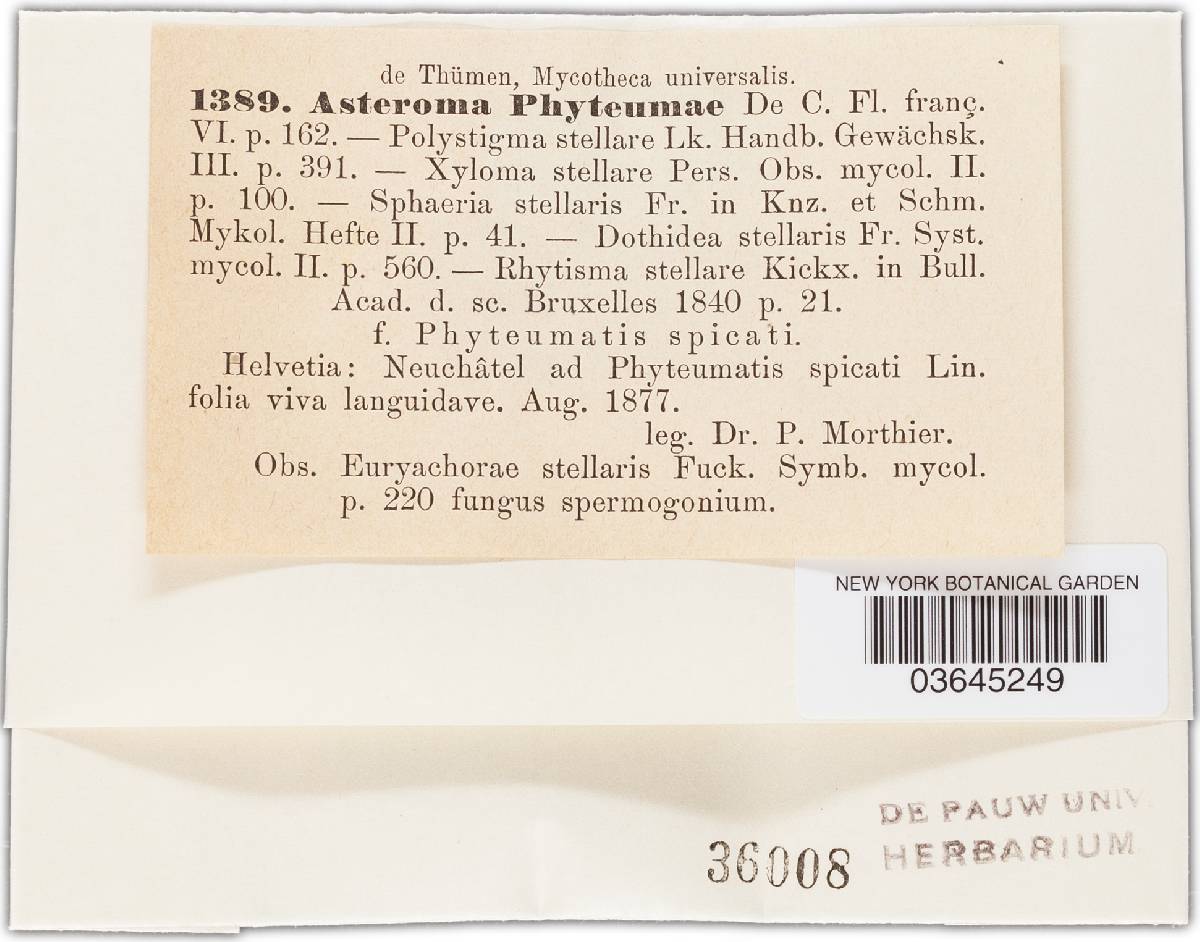 de Thümen, Mycotheca universalis.
1389. Asteroma Phyteumae De C. Fl. franç.
VI. p. 162. — Polystigma stellare Lk. Handb. Gewächsk.
III. p. 391. — Xyloma stellare Pers. Obs. mycol. II.
p. 100. — Sphaeria stellaris Fr. in Knz. et Schm.
Mykol. Hefte II. p. 41. — Dothidea stellaris Fr. Syst.
mycol. II. p. 560. — Rhytisma stellare Kickx. in Bull.
Acad. d. sc. Bruxelles 1840 p. 21.
f. Phyteumatis spicati.
Helvetia: Neuchâtel ad Phyteumatis spicati Lin.
folia viva languidave. Aug. 1877.
leg. Dr. P. Morthier.
Obs. Euryachorae stellaris Fuck. Symb. mycol.
p. 220 fungus spermogonium.
NEW YORK BOTANICAL GARDEN
03645249
DE PAUW UNIV.
HERBARIUM
36008